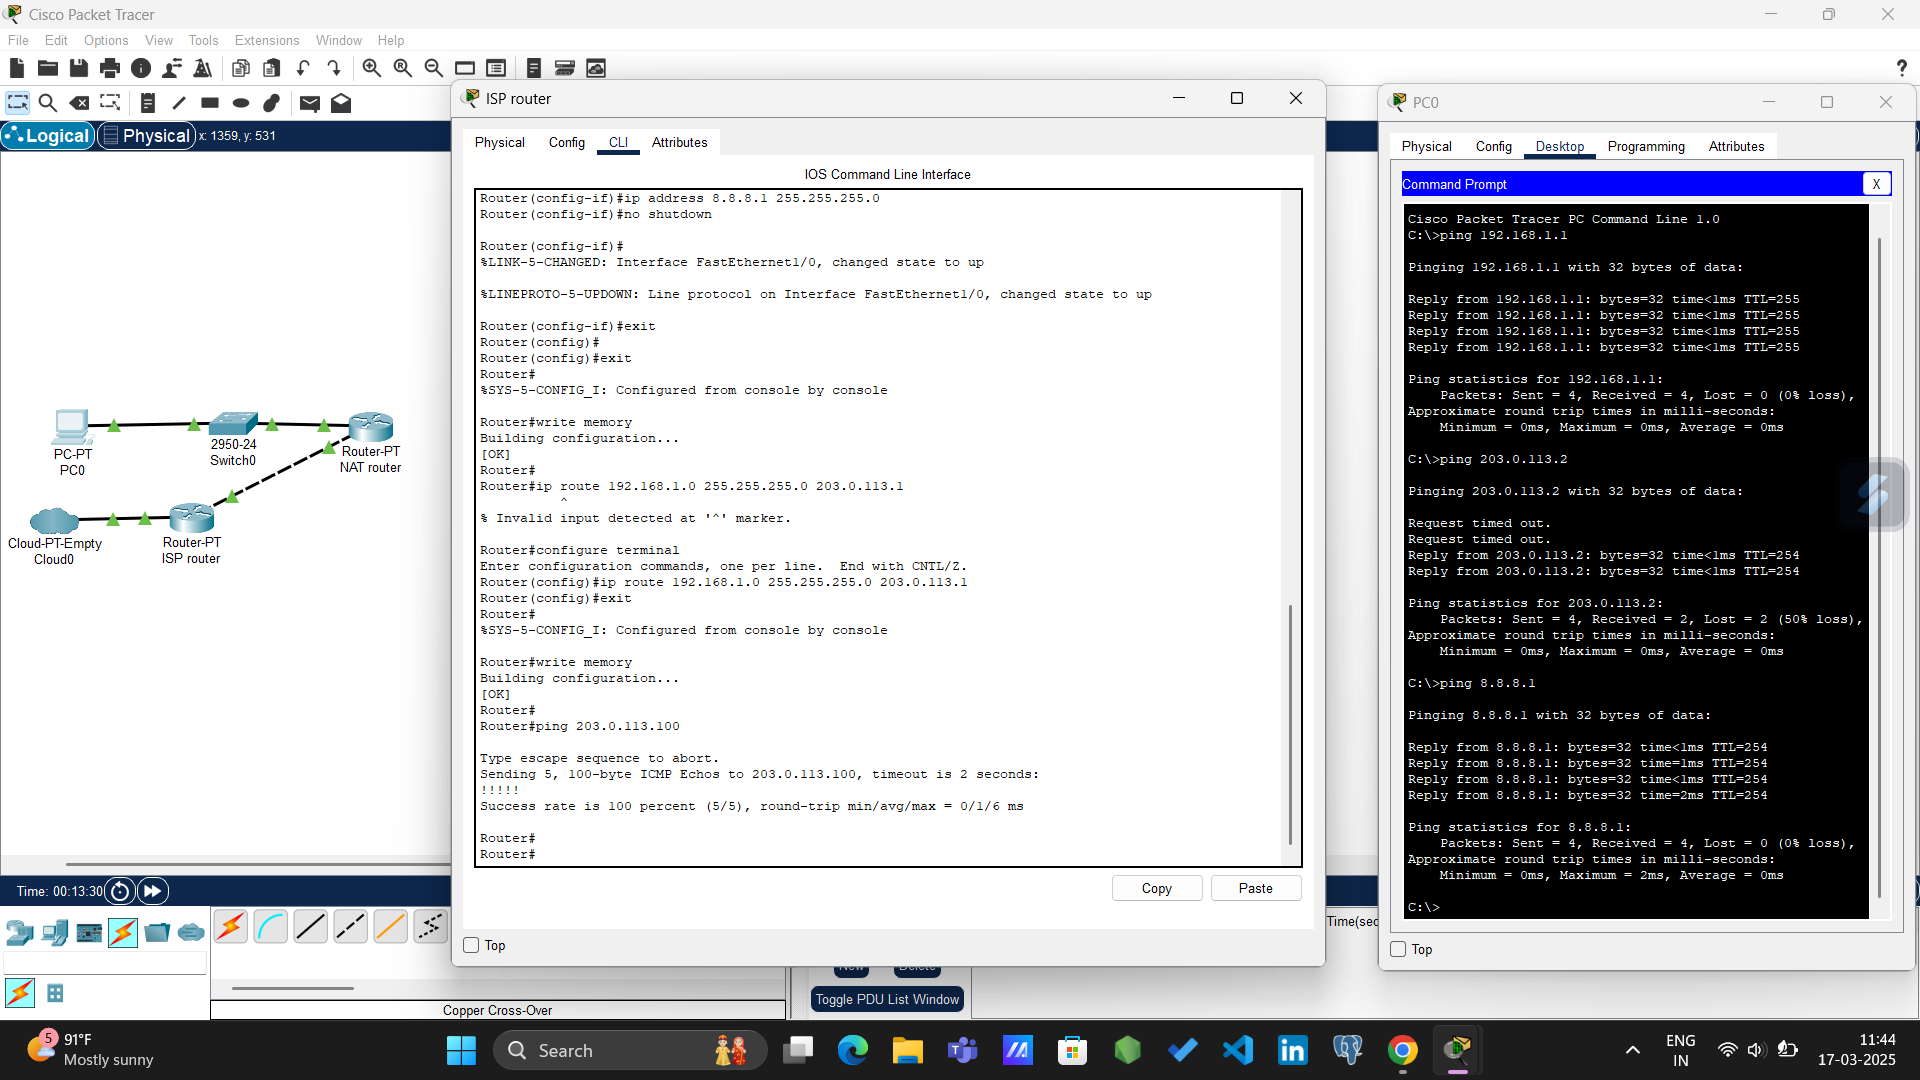 Cisco Packet Tracer
File Edit Options View Tools Extensions Window Help
Logical Physical x: 1359, y: 531
PC-PT
PC0
2950-24
Switch0
Router-PT
NAT router
Cloud-PT-Empty
Cloud0
Router-PT
ISP router
Time: 00:13:30
Copper Cross-Over
ISP router
Physical Config CLI Attributes
IOS Command Line Interface
Router(config-if)#ip address 8.8.8.1 255.255.255.0
Router(config-if)#no shutdown
Router(config-if)#
%LINK-5-CHANGED: Interface FastEthernet1/0, changed state to up
%LINEPROTO-5-UPDOWN: Line protocol on Interface FastEthernet1/0, changed state to up
Router(config-if)#exit
Router(config)#
Router(config)#exit
Router#
%SYS-5-CONFIG_I: Configured from console by console
Router#write memory
Building configuration...
[OK]
Router#
Router#ip route 192.168.1.0 255.255.255.0 203.0.113.1
^
% Invalid input detected at '^' marker.
Router#configure terminal
Enter configuration commands, one per line.  End with CNTL/Z.
Router(config)#ip route 192.168.1.0 255.255.255.0 203.0.113.1
Router(config)#exit
Router#
%SYS-5-CONFIG_I: Configured from console by console
Router#write memory
Building configuration...
[OK]
Router#
Router#ping 203.0.113.100
Type escape sequence to abort.
Sending 5, 100-byte ICMP Echos to 203.0.113.100, timeout is 2 seconds:
!!!!!
Success rate is 100 percent (5/5), round-trip min/avg/max = 0/1/6 ms
Router#
Router#
Copy Paste
Top
New Delete
Toggle PDU List Window
Time(sec
PC0
Physical Config Desktop Programming Attributes
Command Prompt X
Cisco Packet Tracer PC Command Line 1.0
C:\>ping 192.168.1.1
Pinging 192.168.1.1 with 32 bytes of data:
Reply from 192.168.1.1: bytes=32 time<1ms TTL=255
Reply from 192.168.1.1: bytes=32 time<1ms TTL=255
Reply from 192.168.1.1: bytes=32 time<1ms TTL=255
Reply from 192.168.1.1: bytes=32 time<1ms TTL=255
Ping statistics for 192.168.1.1:
Packets: Sent = 4, Received = 4, Lost = 0 (0% loss),
Approximate round trip times in milli-seconds:
Minimum = 0ms, Maximum = 0ms, Average = 0ms
C:\>ping 203.0.113.2
Pinging 203.0.113.2 with 32 bytes of data:
Request timed out.
Request timed out.
Reply from 203.0.113.2: bytes=32 time<1ms TTL=254
Reply from 203.0.113.2: bytes=32 time<1ms TTL=254
Ping statistics for 203.0.113.2:
Packets: Sent = 4, Received = 2, Lost = 2 (50% loss),
Approximate round trip times in milli-seconds:
Minimum = 0ms, Maximum = 0ms, Average = 0ms
C:\>ping 8.8.8.1
Pinging 8.8.8.1 with 32 bytes of data:
Reply from 8.8.8.1: bytes=32 time<1ms TTL=254
Reply from 8.8.8.1: bytes=32 time=1ms TTL=254
Reply from 8.8.8.1: bytes=32 time<1ms TTL=254
Reply from 8.8.8.1: bytes=32 time=2ms TTL=254
Ping statistics for 8.8.8.1:
Packets: Sent = 4, Received = 4, Lost = 0 (0% loss),
Approximate round trip times in milli-seconds:
Minimum = 0ms, Maximum = 2ms, Average = 0ms
C:\>
Top
5
91°F
Mostly sunny
Search
ENG
IN
11:44
17-03-2025